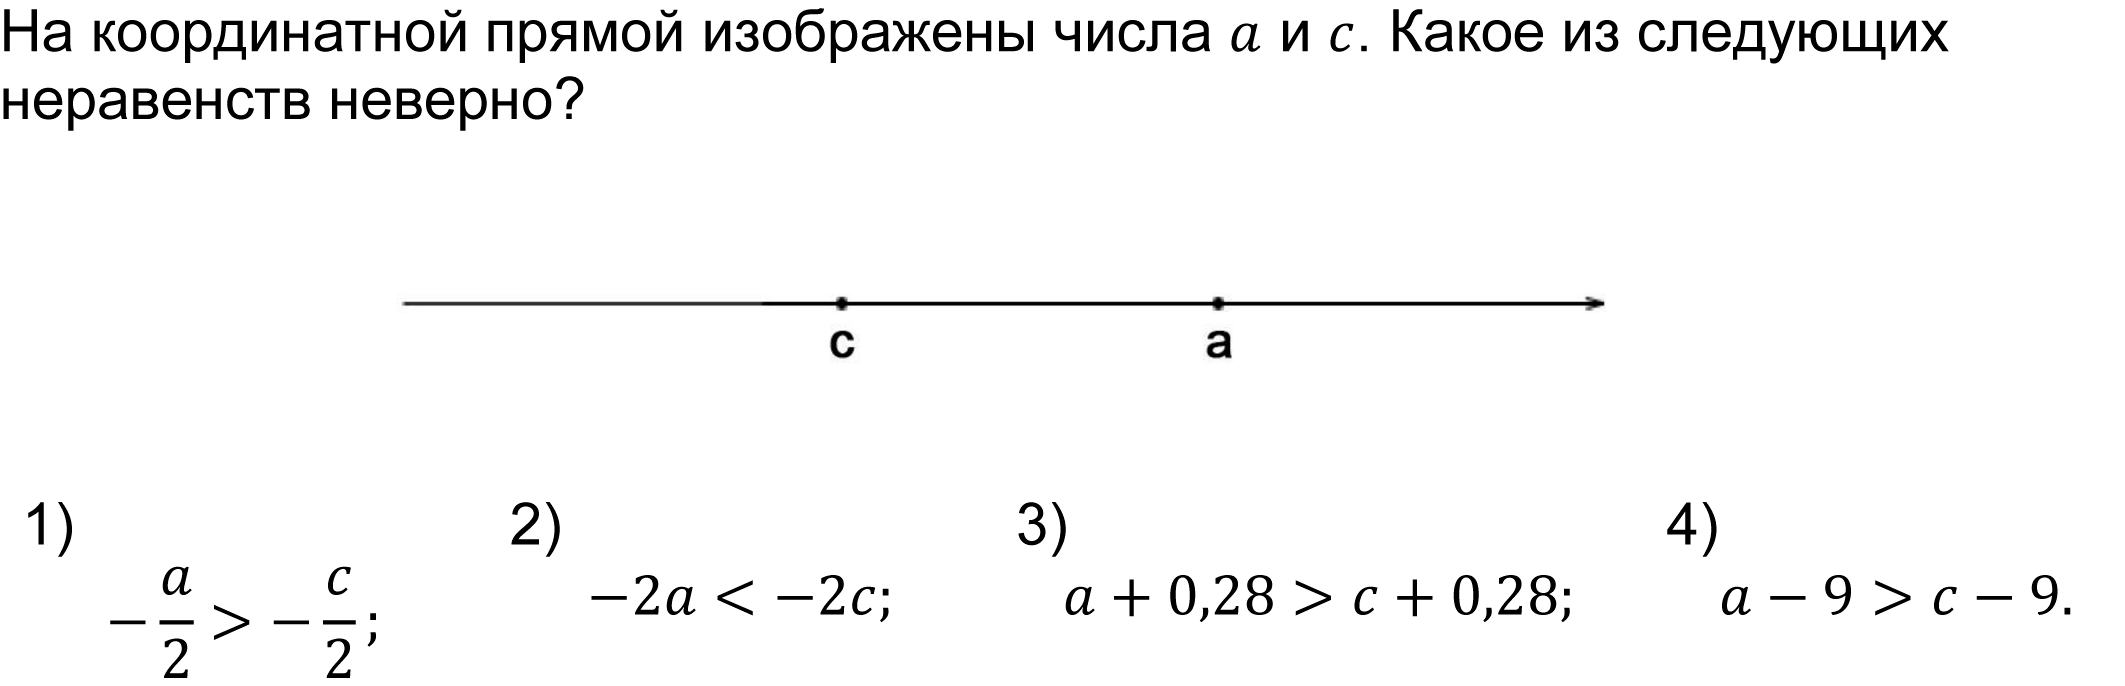 На координатной прямой изображены числа a и c. Какое из следующих
неравенств неверно?
c a
1) 2) 3) 4)
−a/2 > −c/2; −2a < −2c; a + 0,28 > c + 0,28; a − 9 > c − 9.